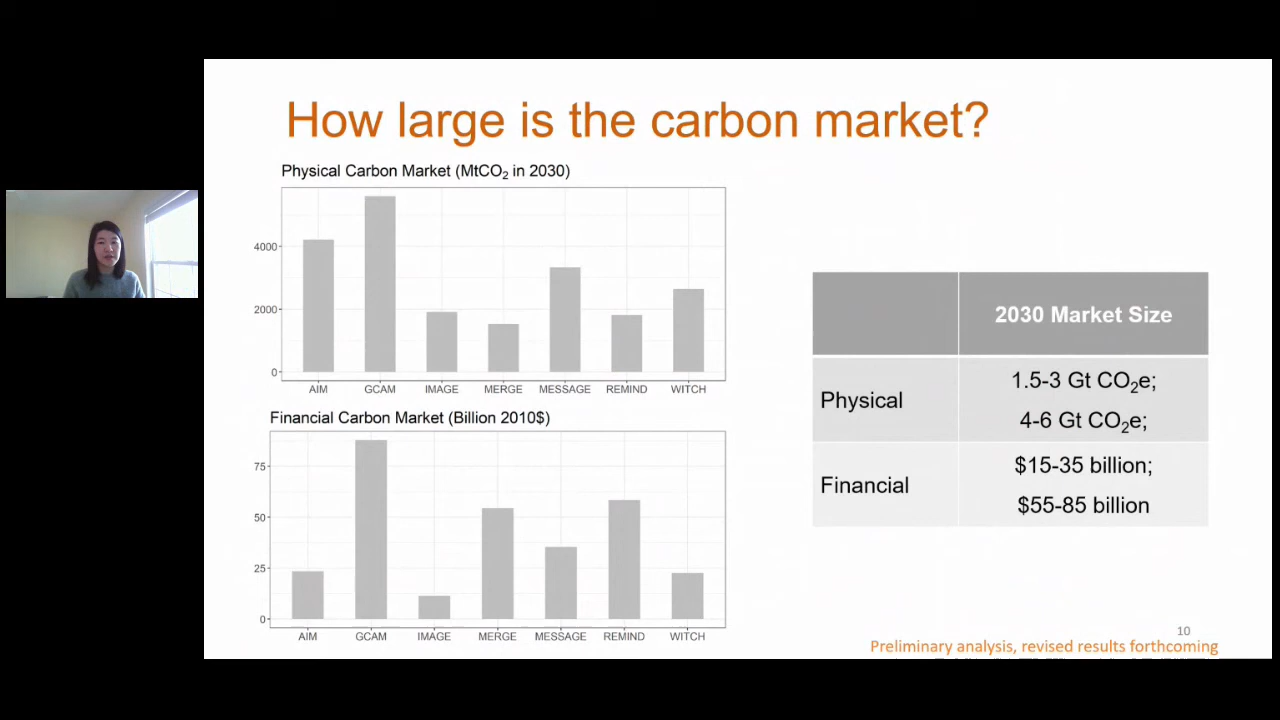 How large is the carbon market?
Physical Carbon Market (MtCO₂ in 2030)
4000
2000
0
AIM GCAM IMAGE MERGE MESSAGE REMIND WITCH
Financial Carbon Market (Billion 2010$)
75
50
25
0
AIM GCAM IMAGE MERGE MESSAGE REMIND WITCH
2030 Market Size
Physical
1.5-3 Gt CO₂e;
4-6 Gt CO₂e;
Financial
$15-35 billion;
$55-85 billion
10
Preliminary analysis, revised results forthcoming